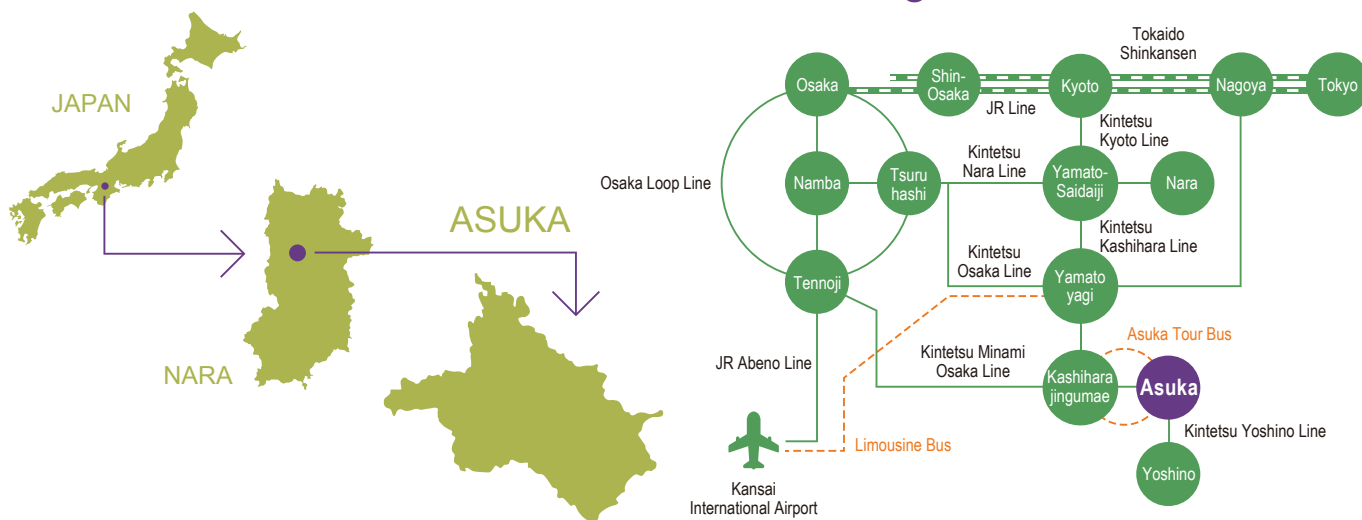 JAPAN
ASUKA
NARA
Tokaido
Shinkansen
Osaka
Shin-
Osaka
Kyoto
Nagoya
Tokyo
JR Line
Kintetsu
Kyoto Line
Osaka Loop Line
Namba
Tsuru
hashi
Kintetsu
Nara Line
Yamato-
Saidaiji
Nara
Kintetsu
Kashihara Line
Kintetsu
Osaka Line
Tennoji
Yamato
yagi
Asuka Tour Bus
JR Abeno Line
Kintetsu Minami
Osaka Line
Kashihara
jingumae
Asuka
Kintetsu Yoshino Line
Limousine Bus
Yoshino
Kansai
International Airport